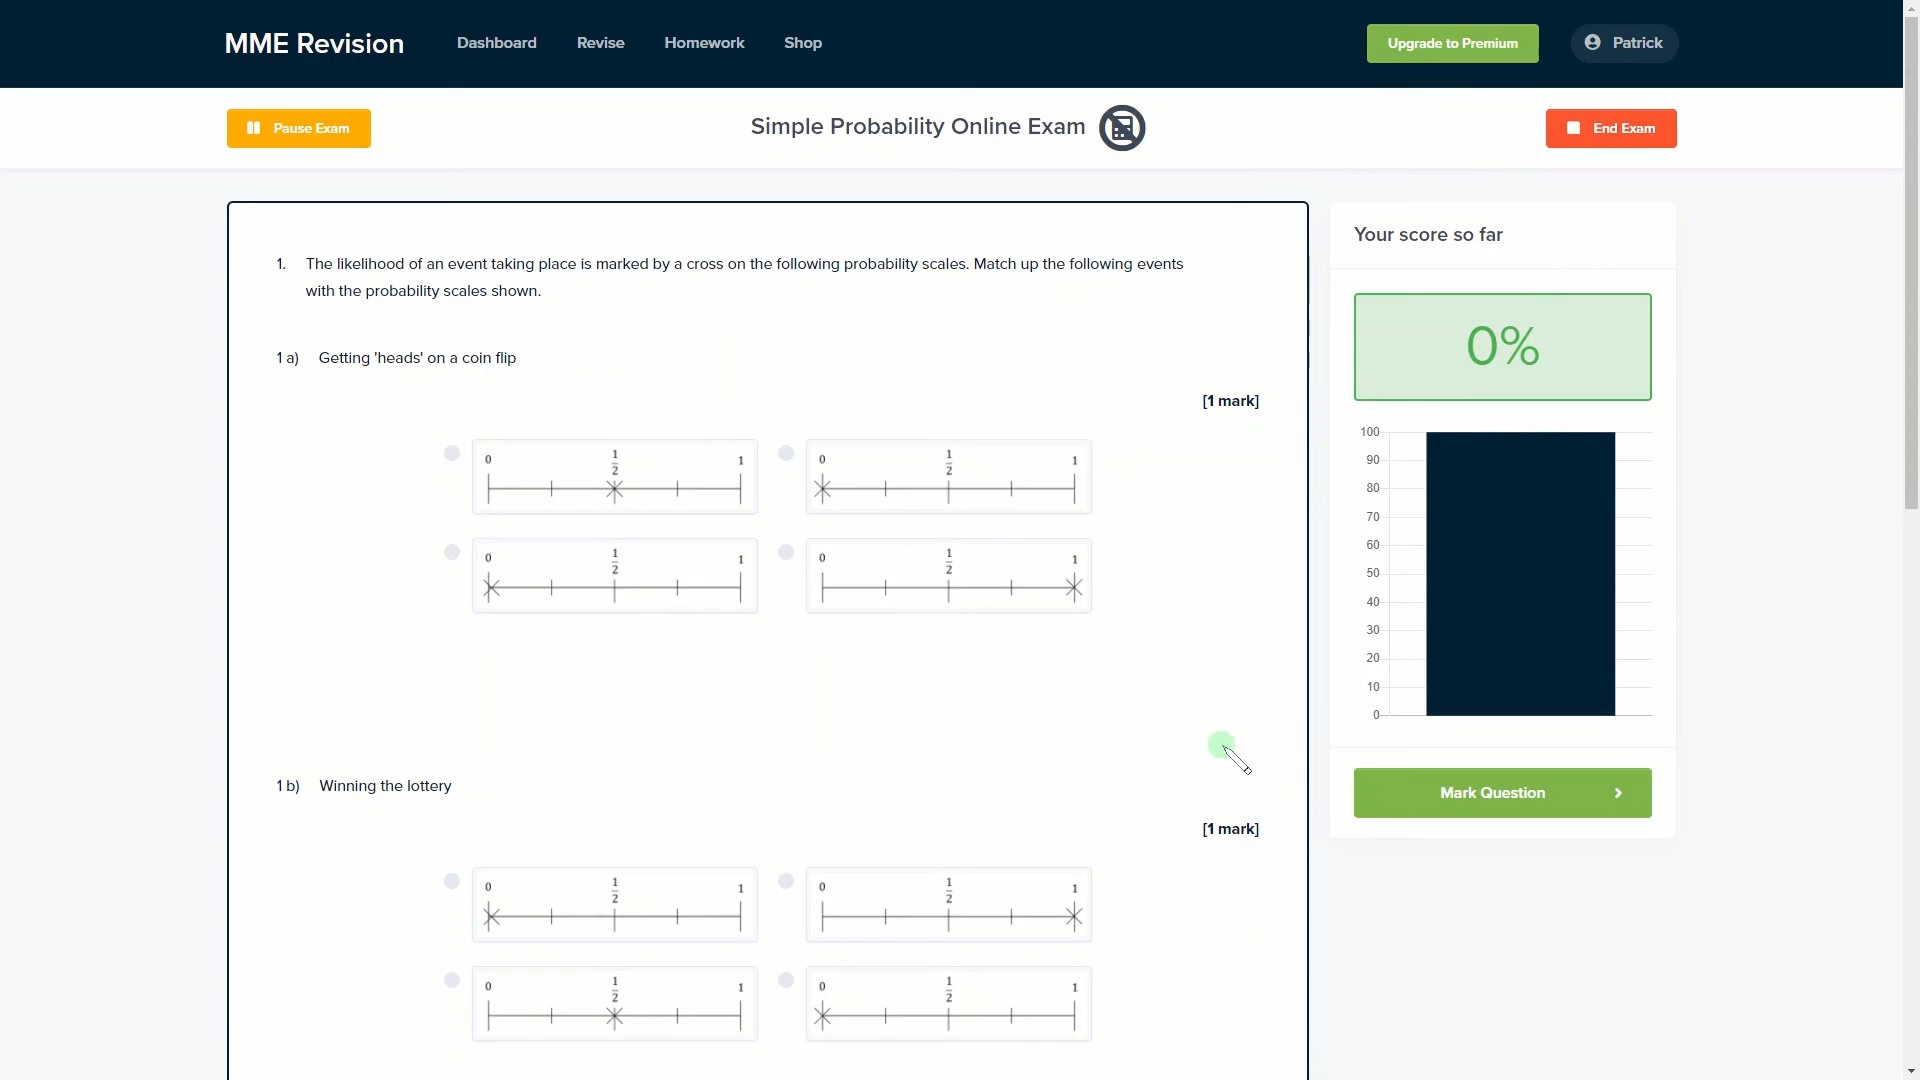 MME Revision
Dashboard
Revise
Homework
Shop
Upgrade to Premium
Patrick
Pause Exam
Simple Probability Online Exam
End Exam
1. The likelihood of an event taking place is marked by a cross on the following probability scales. Match up the following events
with the probability scales shown.
1 a) Getting 'heads' on a coin flip
[1 mark]
0 1/2 1
0 1/2 1
0 1/2 1
0 1/2 1
1 b) Winning the lottery
[1 mark]
0 1/2 1
0 1/2 1
0 1/2 1
0 1/2 1
Your score so far
0%
100
90
80
70
60
50
40
30
20
10
0
Mark Question